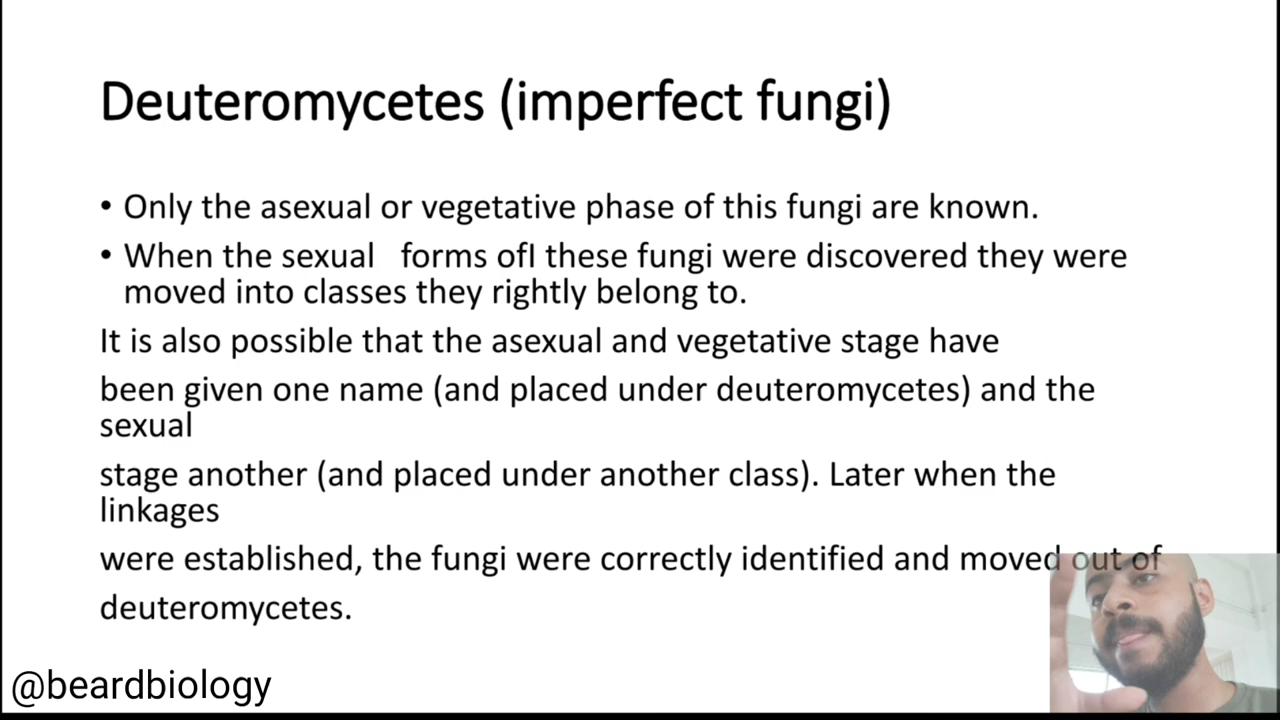 Deuteromycetes (imperfect fungi)
• Only the asexual or vegetative phase of this fungi are known.
• When the sexual forms ofl these fungi were discovered they were
moved into classes they rightly belong to.
It is also possible that the asexual and vegetative stage have
been given one name (and placed under deuteromycetes) and the
sexual
stage another (and placed under another class). Later when the
linkages
were established, the fungi were correctly identified and moved out of
deuteromycetes.
@beardbiology